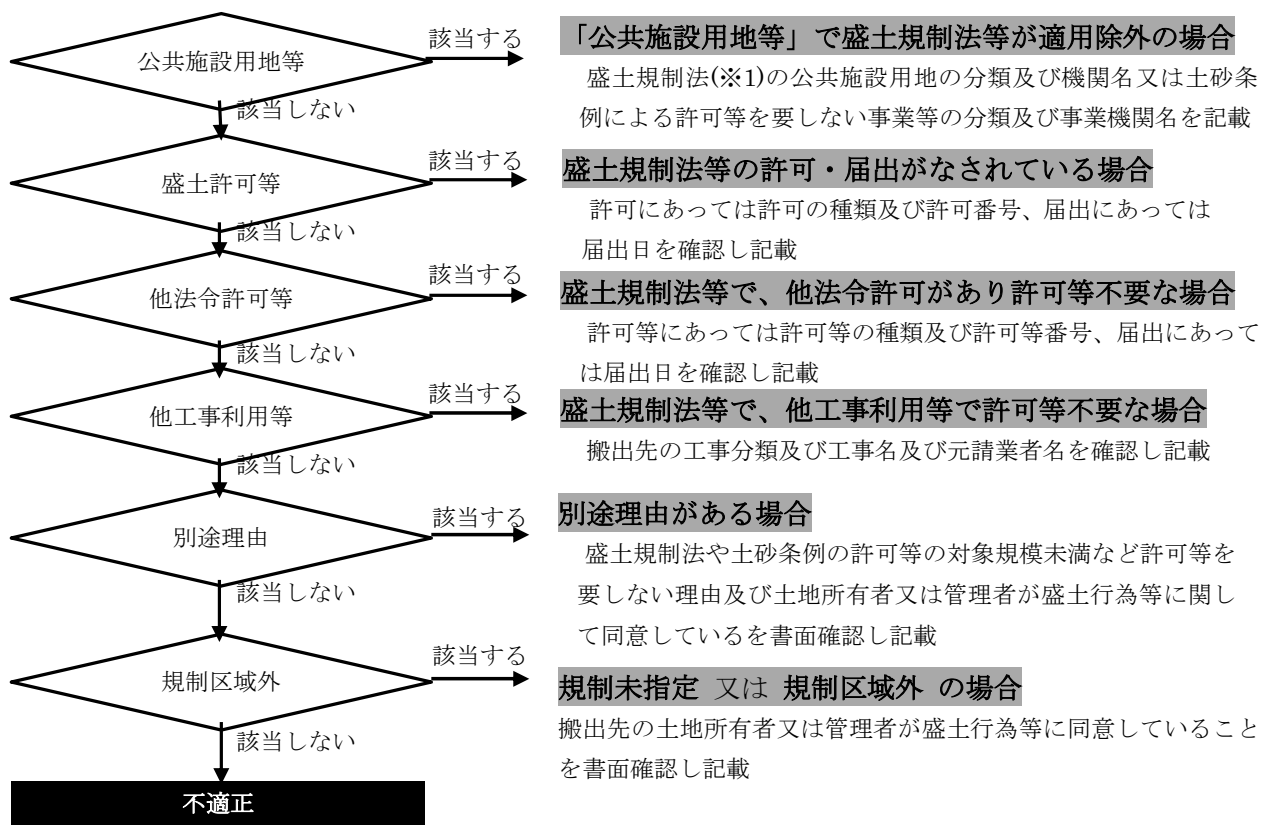 公共施設用地等
該当する
「公共施設用地等」で盛土規制法等が適用除外の場合
盛土規制法(※1)の公共施設用地の分類及び機関名又は土砂条
例による許可等を要しない事業等の分類及び事業機関名を記載
該当しない
盛土許可等
該当する
盛土規制法等の許可・届出がなされている場合
許可にあっては許可の種類及び許可番号、届出にあっては
届出日を確認し記載
該当しない
他法令許可等
該当する
盛土規制法等で、他法令許可があり許可等不要な場合
許可等にあっては許可等の種類及び許可等番号、届出にあって
は届出日を確認し記載
該当しない
他工事利用等
該当する
盛土規制法等で、他工事利用等で許可等不要な場合
搬出先の工事分類及び工事名及び元請業者名を確認し記載
該当しない
別途理由
該当する
別途理由がある場合
盛土規制法や土砂条例の許可等の対象規模未満など許可等を
要しない理由及び土地所有者又は管理者が盛土行為等に関し
て同意しているを書面確認し記載
該当しない
規制区域外
該当する
規制未指定 又は 規制区域外 の場合
搬出先の土地所有者又は管理者が盛土行為等に同意していること
を書面確認し記載
該当しない
不適正